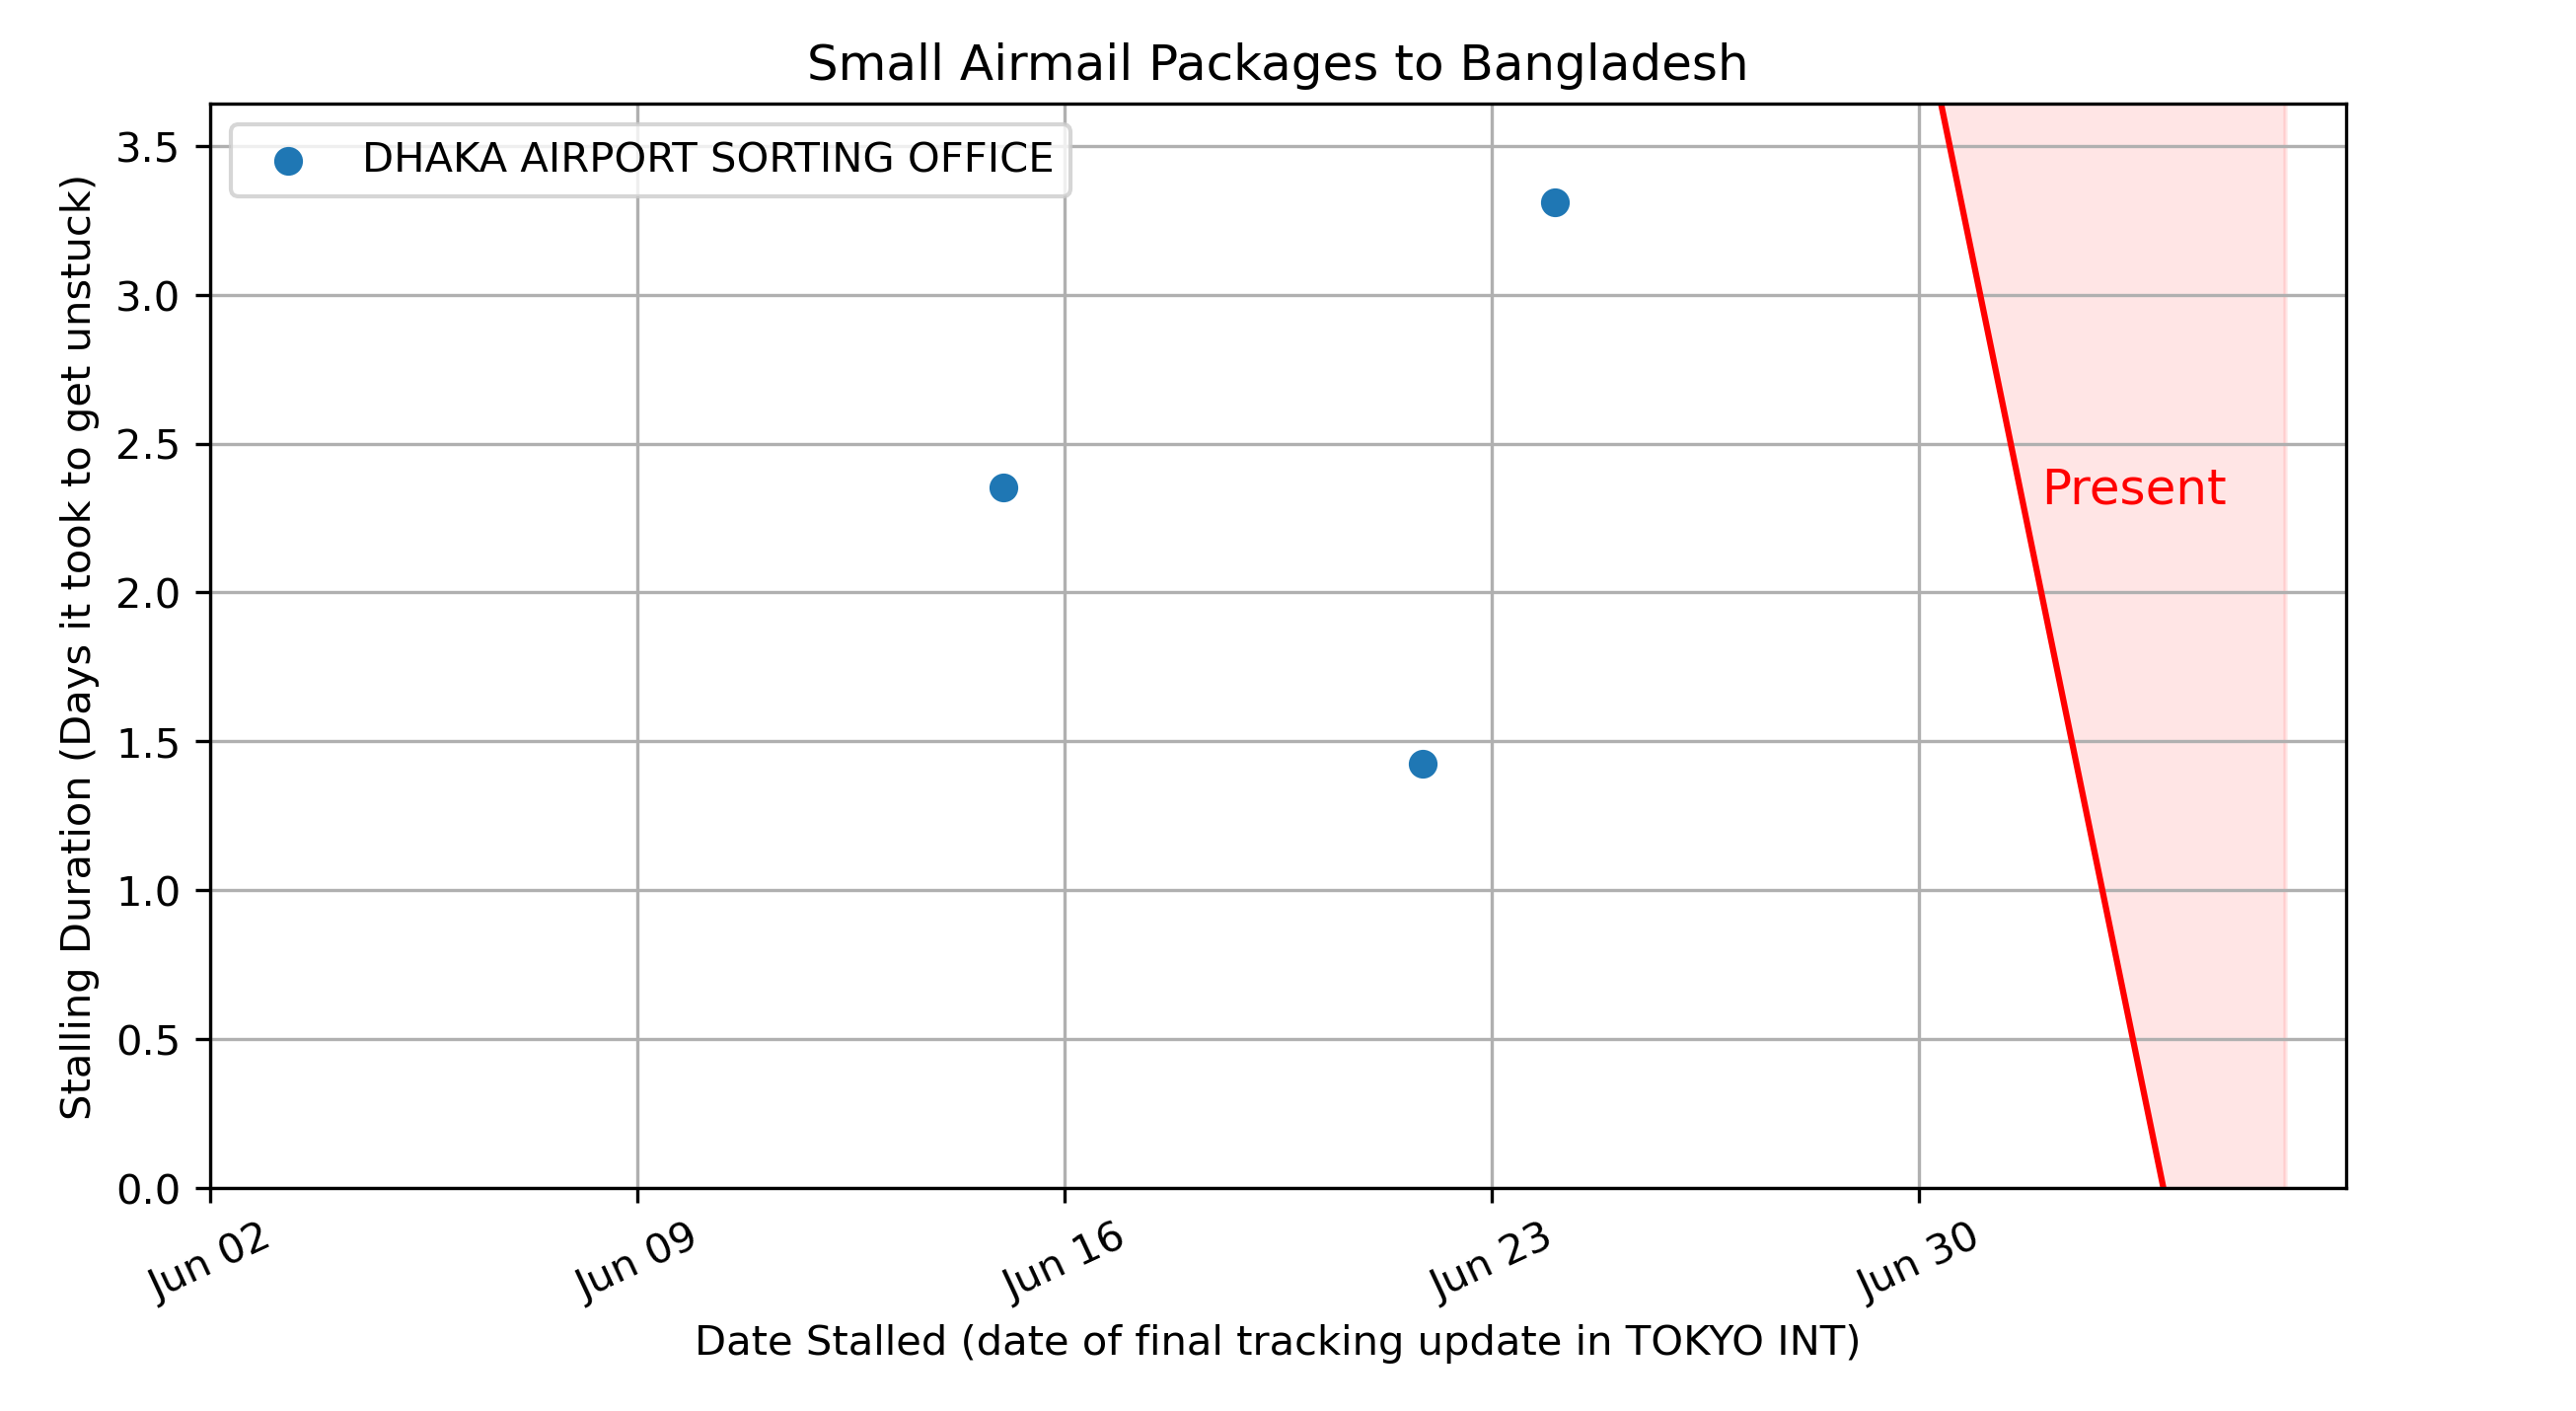 Small Airmail Packages to Bangladesh
DHAKA AIRPORT SORTING OFFICE
Stalling Duration (Days it took to get unstuck)
3.5
3.0
2.5
2.0
1.5
1.0
0.5
0.0
Present
Jun 02
Jun 09
Jun 16
Jun 23
Jun 30
Date Stalled (date of final tracking update in TOKYO INT)